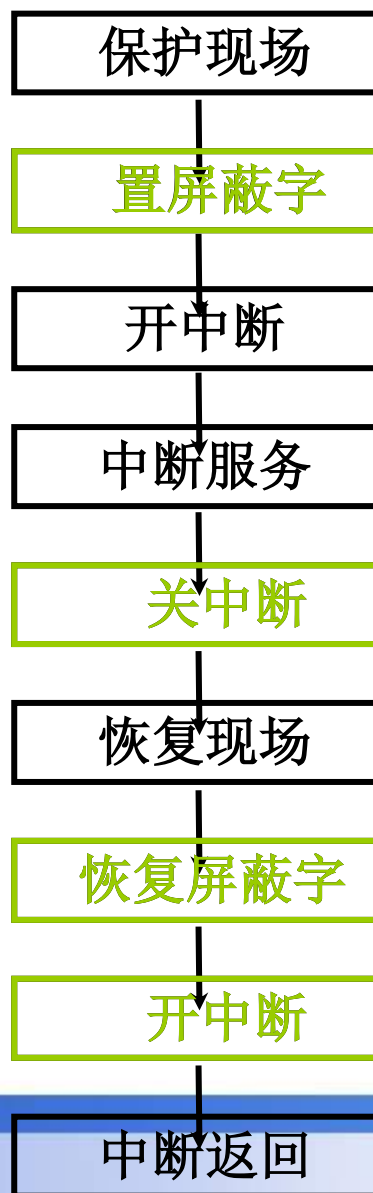 保护现场
置屏蔽字
开中断
中断服务
关中断
恢复现场
恢复屏蔽字
开中断
中断返回